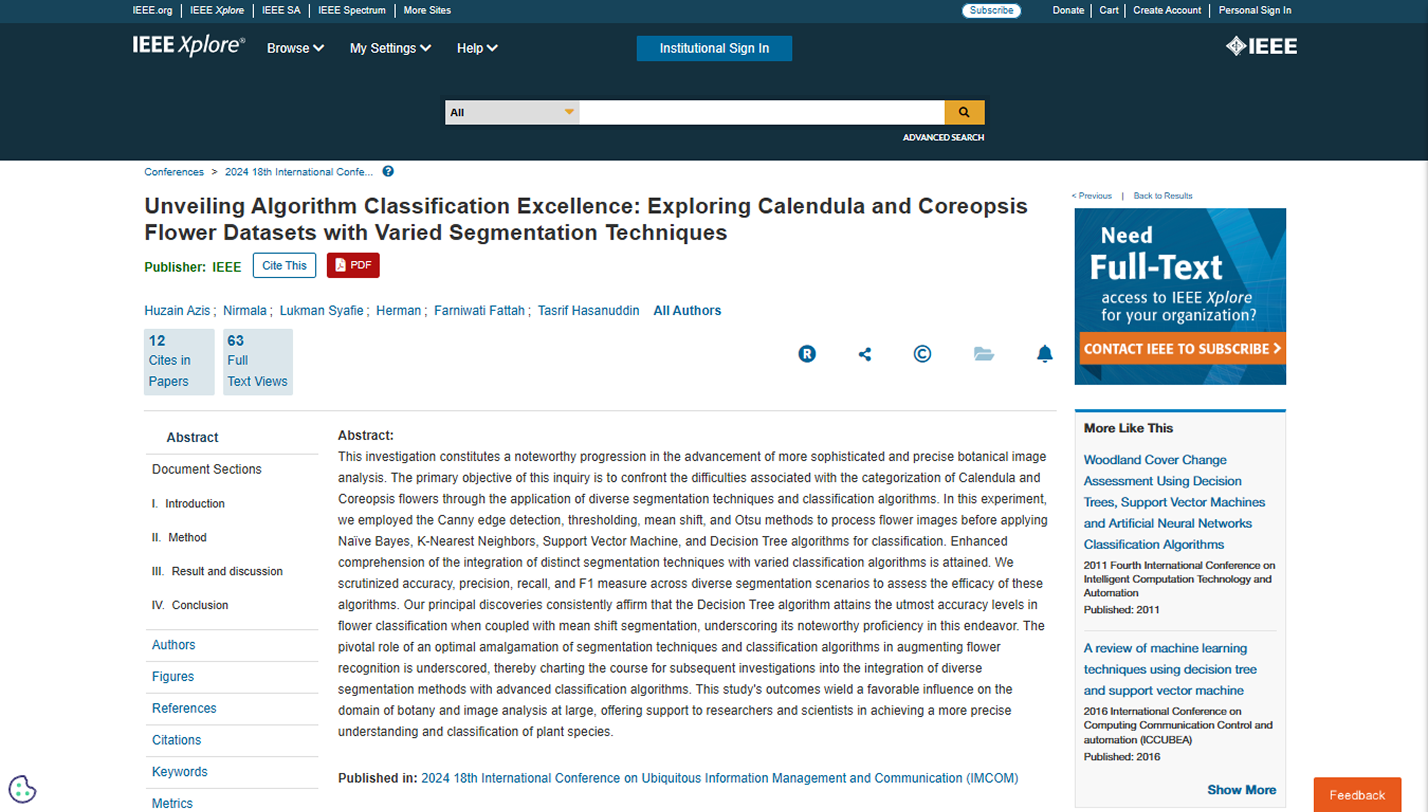 IEEE.org | IEEE Xplore | IEEE SA | IEEE Spectrum | More Sites
Subscribe
Donate | Cart | Create Account | Personal Sign In
IEEE Xplore®
Browse
My Settings
Help
Institutional Sign In
IEEE
All
ADVANCED SEARCH
Conferences > 2024 18th International Confe...
Unveiling Algorithm Classification Excellence: Exploring Calendula and Coreopsis
Flower Datasets with Varied Segmentation Techniques
Publisher: IEEE
Cite This
PDF
Huzain Azis ; Nirmala ; Lukman Syafie ; Herman ; Farniwati Fattah ; Tasrif Hasanuddin All Authors
12
Cites in
Papers
63
Full
Text Views
R
©
Abstract
Document Sections
I. Introduction
II. Method
III. Result and discussion
IV. Conclusion
Authors
Figures
References
Citations
Keywords
Metrics
Abstract:
This investigation constitutes a noteworthy progression in the advancement of more sophisticated and precise botanical image
analysis. The primary objective of this inquiry is to confront the difficulties associated with the categorization of Calendula and
Coreopsis flowers through the application of diverse segmentation techniques and classification algorithms. In this experiment,
we employed the Canny edge detection, thresholding, mean shift, and Otsu methods to process flower images before applying
Naïve Bayes, K-Nearest Neighbors, Support Vector Machine, and Decision Tree algorithms for classification. Enhanced
comprehension of the integration of distinct segmentation techniques with varied classification algorithms is attained. We
scrutinized accuracy, precision, recall, and F1 measure across diverse segmentation scenarios to assess the efficacy of these
algorithms. Our principal discoveries consistently affirm that the Decision Tree algorithm attains the utmost accuracy levels in
flower classification when coupled with mean shift segmentation, underscoring its noteworthy proficiency in this endeavor. The
pivotal role of an optimal amalgamation of segmentation techniques and classification algorithms in augmenting flower
recognition is underscored, thereby charting the course for subsequent investigations into the integration of diverse
segmentation methods with advanced classification algorithms. This study's outcomes wield a favorable influence on the
domain of botany and image analysis at large, offering support to researchers and scientists in achieving a more precise
understanding and classification of plant species.
Published in: 2024 18th International Conference on Ubiquitous Information Management and Communication (IMCOM)
< Previous | Back to Results
Need
Full-Text
access to IEEE Xplore
for your organization?
CONTACT IEEE TO SUBSCRIBE >
More Like This
Woodland Cover Change
Assessment Using Decision
Trees, Support Vector Machines
and Artificial Neural Networks
Classification Algorithms
2011 Fourth International Conference on
Intelligent Computation Technology and
Automation
Published: 2011
A review of machine learning
techniques using decision tree
and support vector machine
2016 International Conference on
Computing Communication Control and
automation (ICCUBEA)
Published: 2016
Show More
Feedback